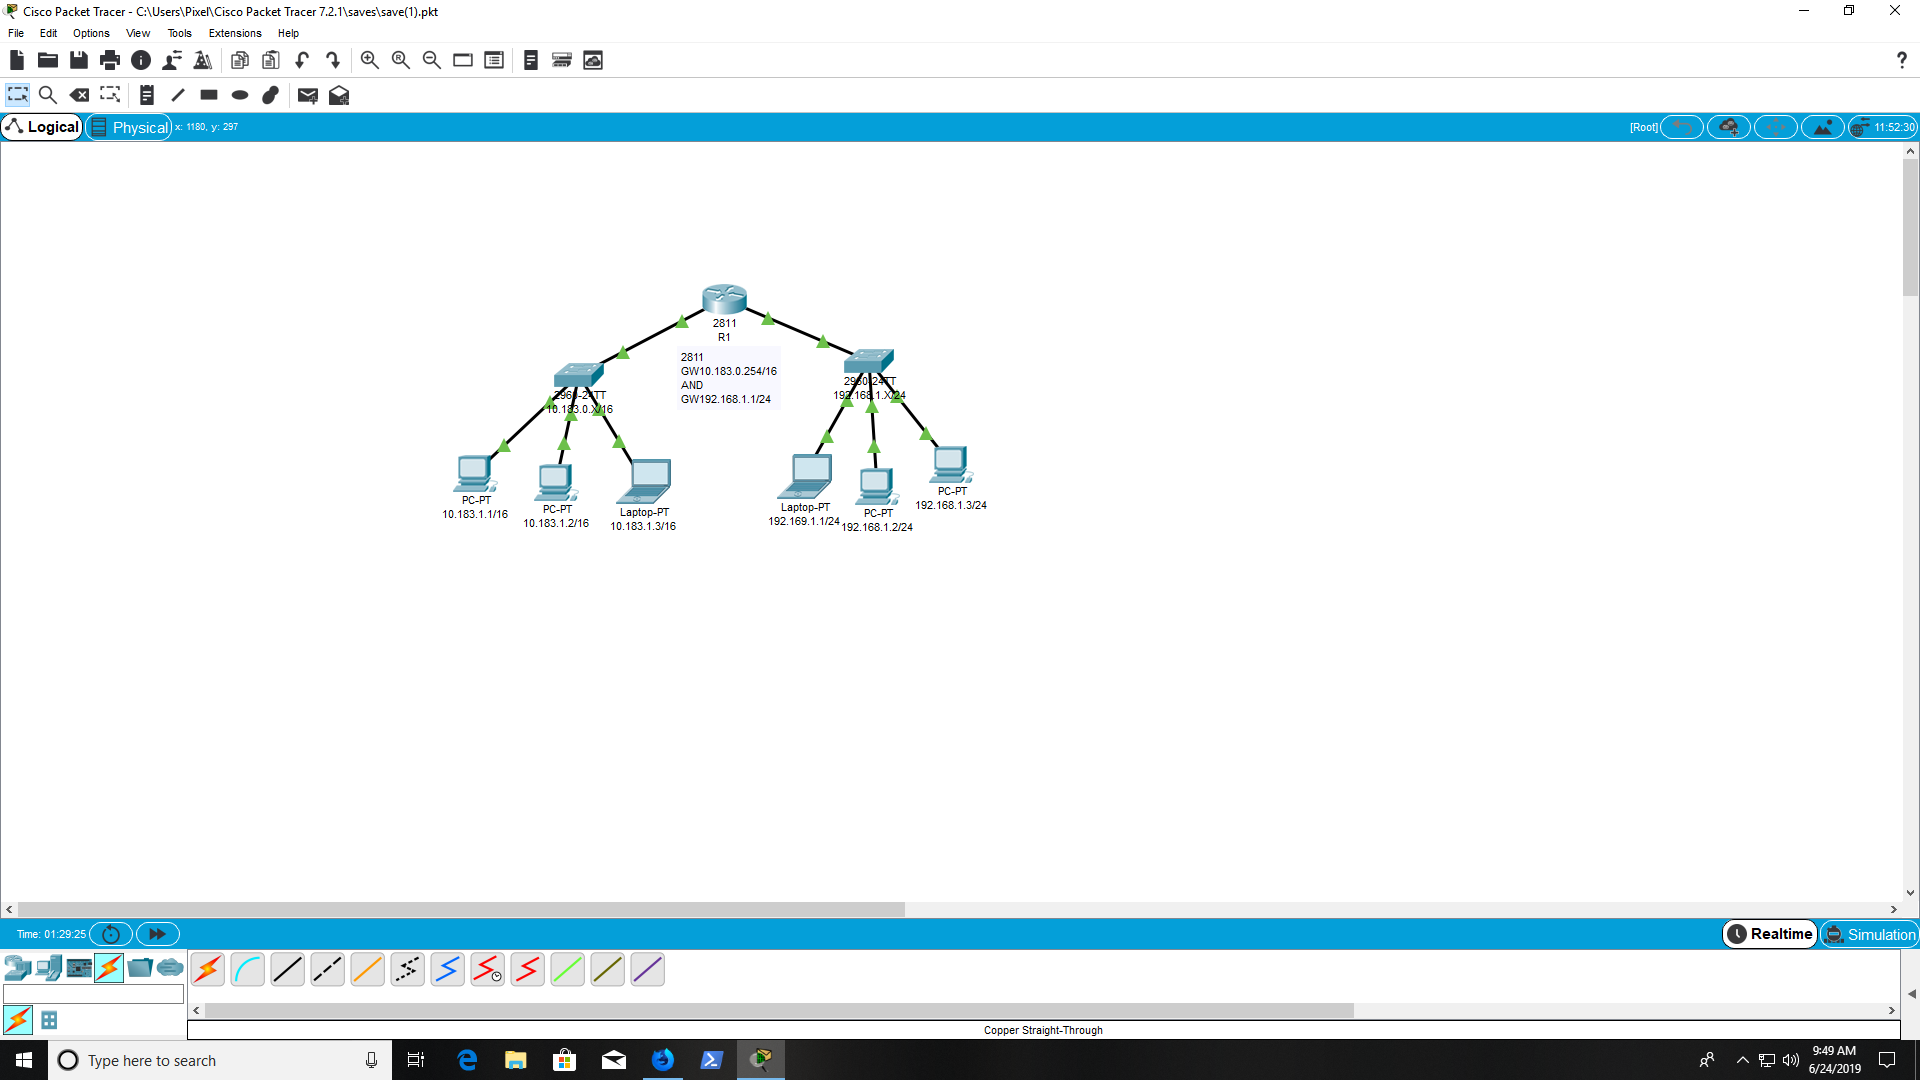 Cisco Packet Tracer - C:\Users\Pixel\Cisco Packet Tracer 7.2.1\saves\save(1).pkt
File Edit Options View Tools Extensions Help
?
Logical Physical x: 1180, y: 297 [Root] 11:52:30
2811
R1
2811
GW10.183.0.254/16
AND
GW192.168.1.1/24
2960-24TT
10.183.0.X/16
2960-24TT
192.168.1.X/24
PC-PT
10.183.1.1/16
PC-PT
10.183.1.2/16
Laptop-PT
10.183.1.3/16
Laptop-PT
192.169.1.1/24
PC-PT
192.168.1.2/24
PC-PT
192.168.1.3/24
Time: 01:29:25 Realtime Simulation
Copper Straight-Through
Type here to search
9:49 AM
6/24/2019